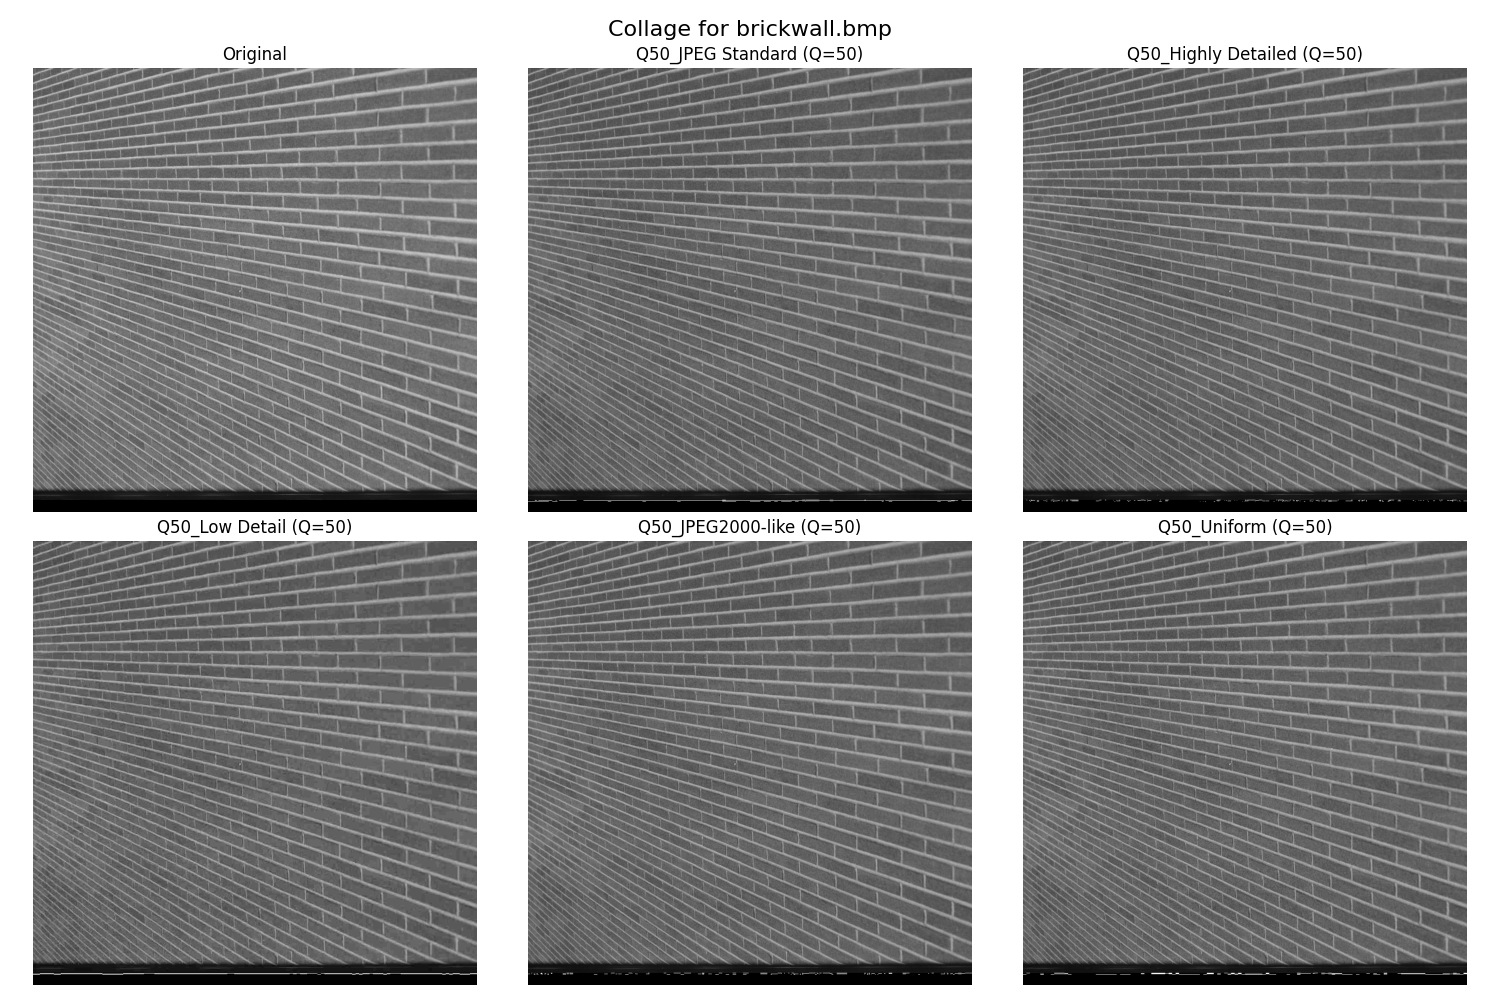 Collage for brickwall.bmp
Original
Q50_JPEG Standard (Q=50)
Q50_Highly Detailed (Q=50)
Q50_Low Detail (Q=50)
Q50_JPEG2000-like (Q=50)
Q50_Uniform (Q=50)